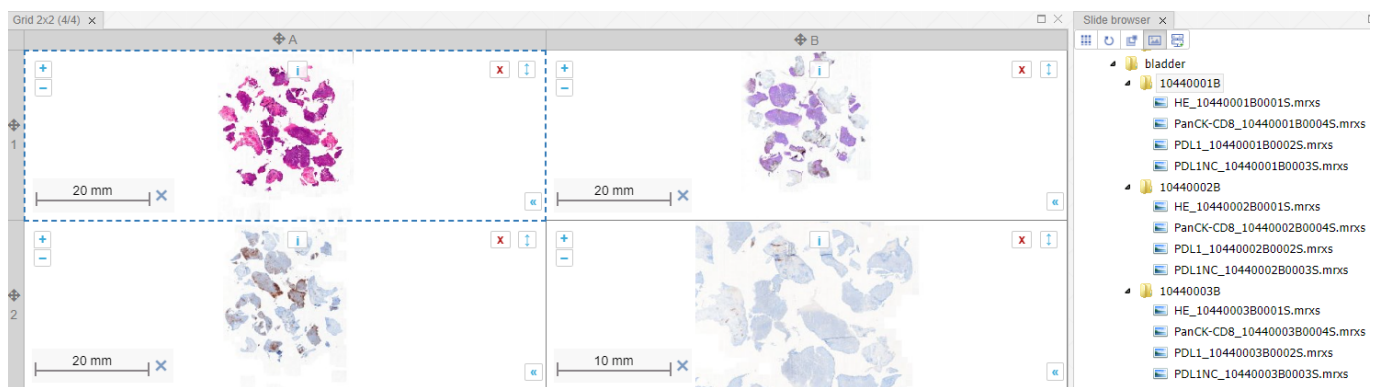 Grid 2x2 (4/4) x
Slide browser x
A
B
1
2
+
i
x
−
20 mm
«
+
i
x
−
20 mm
«
+
i
x
−
20 mm
«
+
i
x
−
10 mm
«
bladder
10440001B
HE_10440001B0001S.mrxs
PanCK-CD8_10440001B0004S.mrxs
PDL1_10440001B0002S.mrxs
PDL1NC_10440001B0003S.mrxs
10440002B
HE_10440002B0001S.mrxs
PanCK-CD8_10440002B0004S.mrxs
PDL1_10440002B0002S.mrxs
PDL1NC_10440002B0003S.mrxs
10440003B
HE_10440003B0001S.mrxs
PanCK-CD8_10440003B0004S.mrxs
PDL1_10440003B0002S.mrxs
PDL1NC_10440003B0003S.mrxs